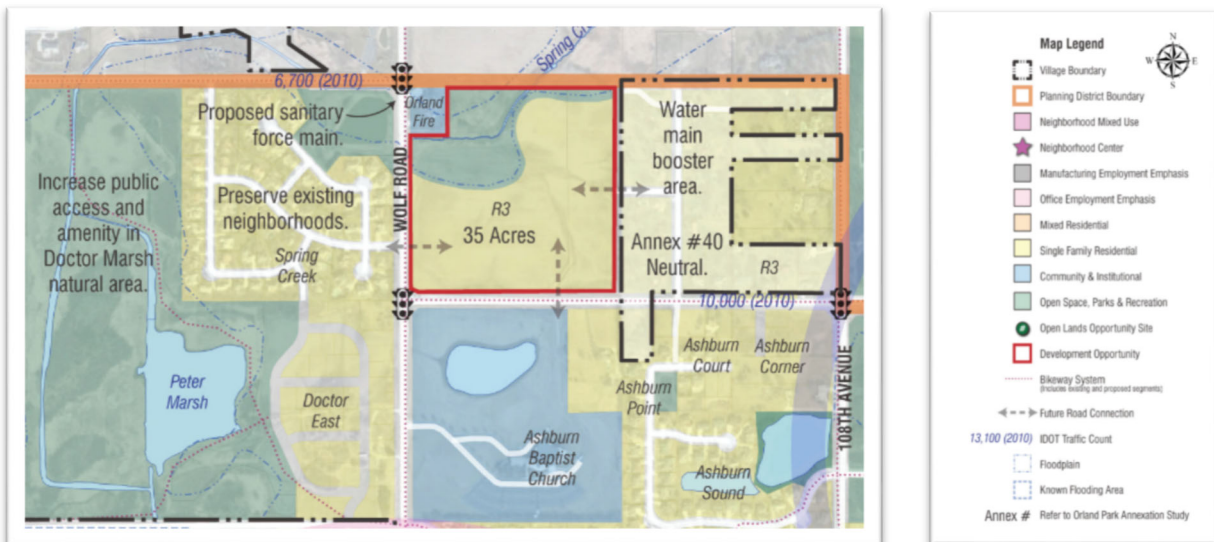 6,700 (2010)
Spring
Orland
Fire
Proposed sanitary
force main.
Water
main
booster
area.
Increase public
access and
amenity in
Doctor Marsh
natural area.
Preserve existing
neighborhoods.
WOLF ROAD
R3
35 Acres
Spring
Creek
Annex #40
Neutral.
R3
10,000 (2010)
Peter
Marsh
Doctor
East
Ashburn
Court
Ashburn
Corner
Ashburn
Point
Ashburn
Baptist
Church
Ashburn
Sound
108TH AVENUE
Map Legend
N
W E
S
Village Boundary
Planning District Boundary
Neighborhood Mixed Use
Neighborhood Center
Manufacturing Employment Emphasis
Office Employment Emphasis
Mixed Residential
Single Family Residential
Community & Institutional
Open Space, Parks & Recreation
Open Lands Opportunity Site
Development Opportunity
Bikeway System
(Includes existing and proposed segments)
Future Road Connection
13,100 (2010) IDOT Traffic Count
Floodplain
Known Flooding Area
Annex # Refer to Orland Park Annexation Study